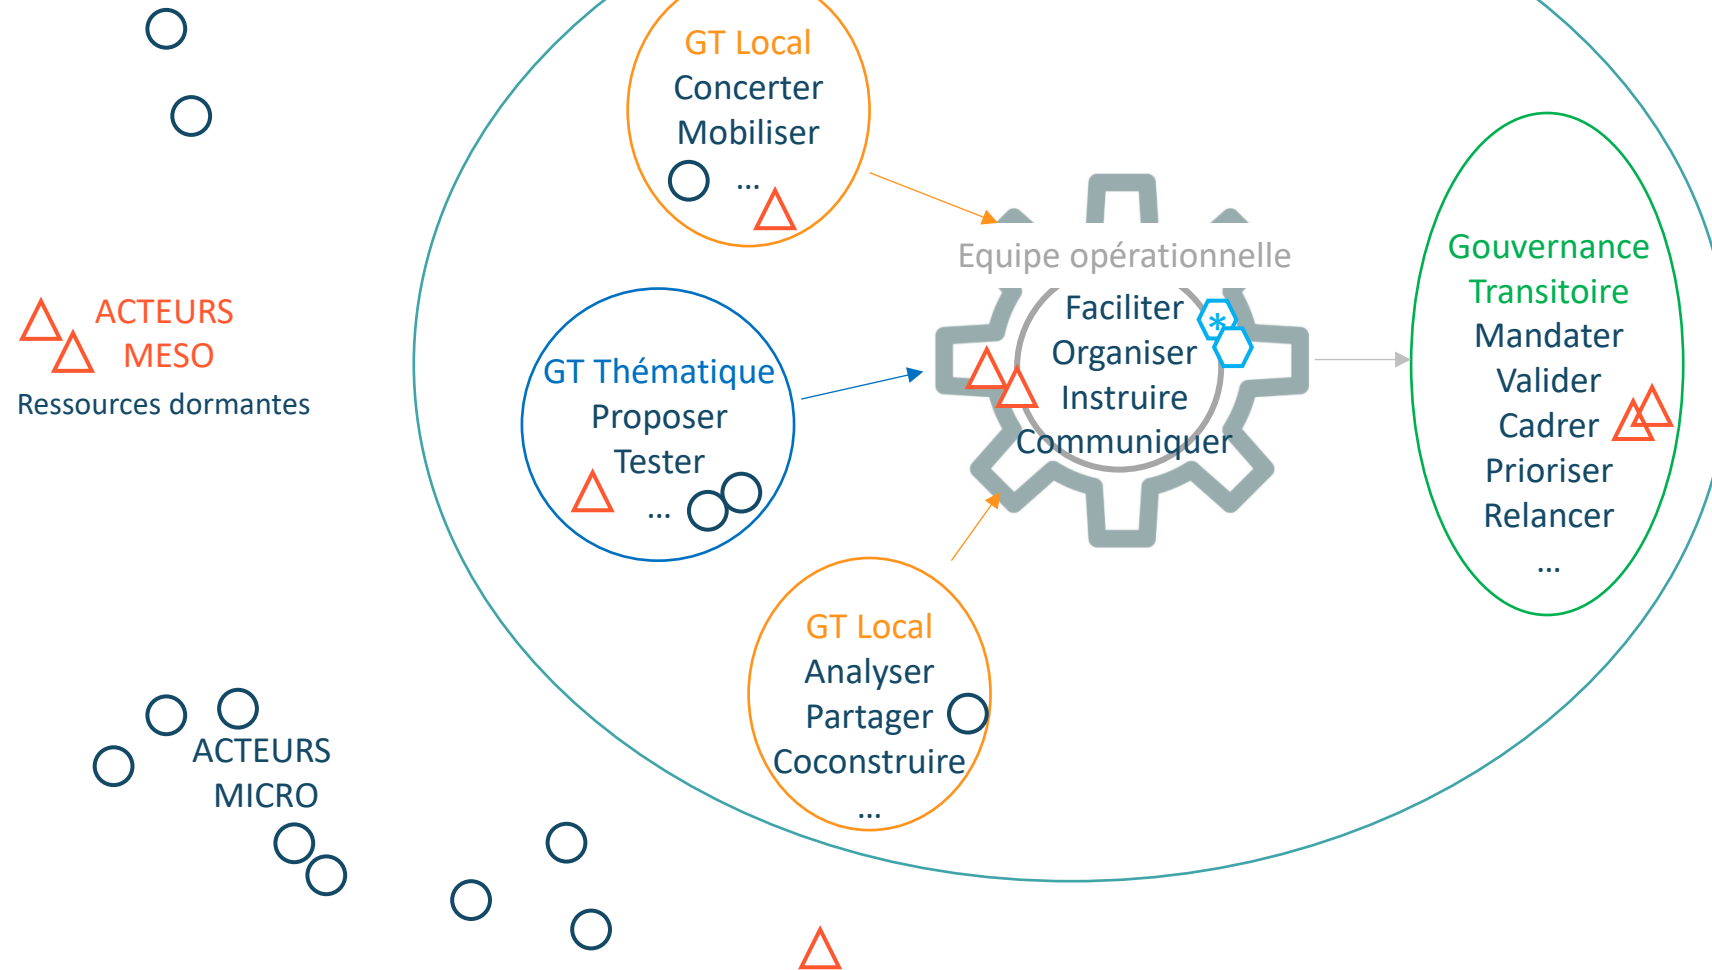 GT Local
Concerter
Mobiliser
...
ACTEURS
MESO
Ressources dormantes
GT Thématique
Proposer
Tester
...
Equipe opérationnelle
Faciliter
*
Organiser
Instruire
Communiquer
Gouvernance
Transitoire
Mandater
Valider
Cadrer
Prioriser
Relancer
...
GT Local
Analyser
Partager
Coconstruire
...
ACTEURS
MICRO